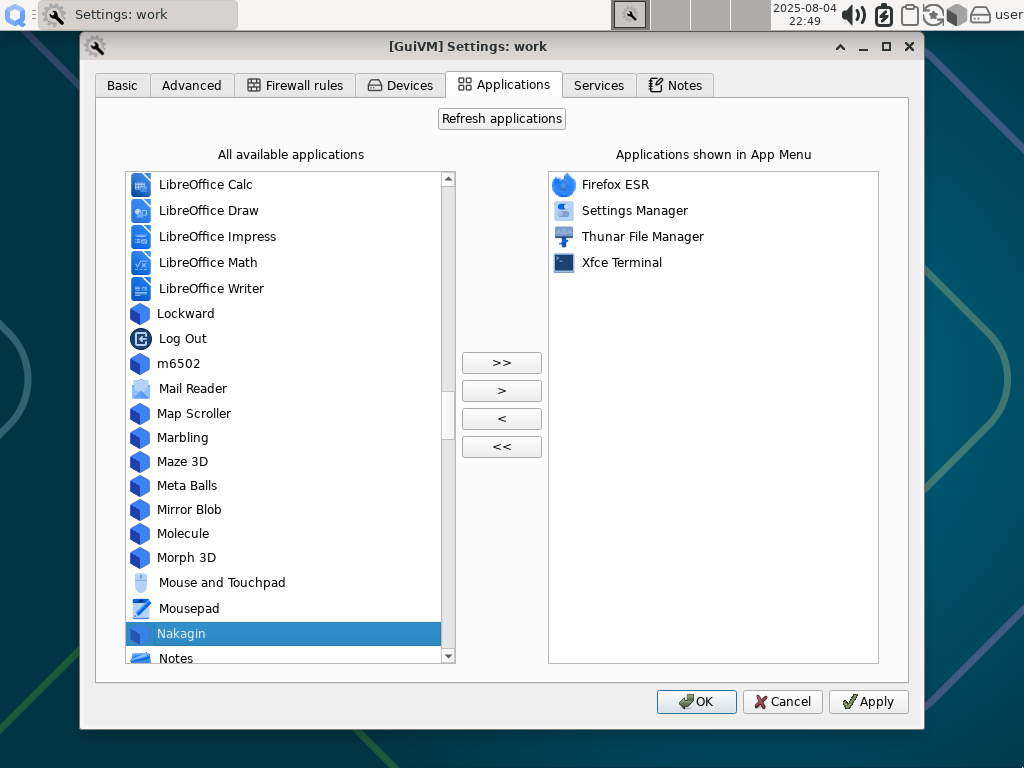 Settings: work
2025-08-04
22:49
user
[GuiVM] Settings: work
Basic
Advanced
Firewall rules
Devices
Applications
Services
Notes
Refresh applications
All available applications
Applications shown in App Menu
LibreOffice Calc
LibreOffice Draw
LibreOffice Impress
LibreOffice Math
LibreOffice Writer
Lockward
Log Out
m6502
Mail Reader
Map Scroller
Marbling
Maze 3D
Meta Balls
Mirror Blob
Molecule
Morph 3D
Mouse and Touchpad
Mousepad
Nakagin
Notes
>>
>
<
<<
Firefox ESR
Settings Manager
Thunar File Manager
Xfce Terminal
OK
Cancel
Apply